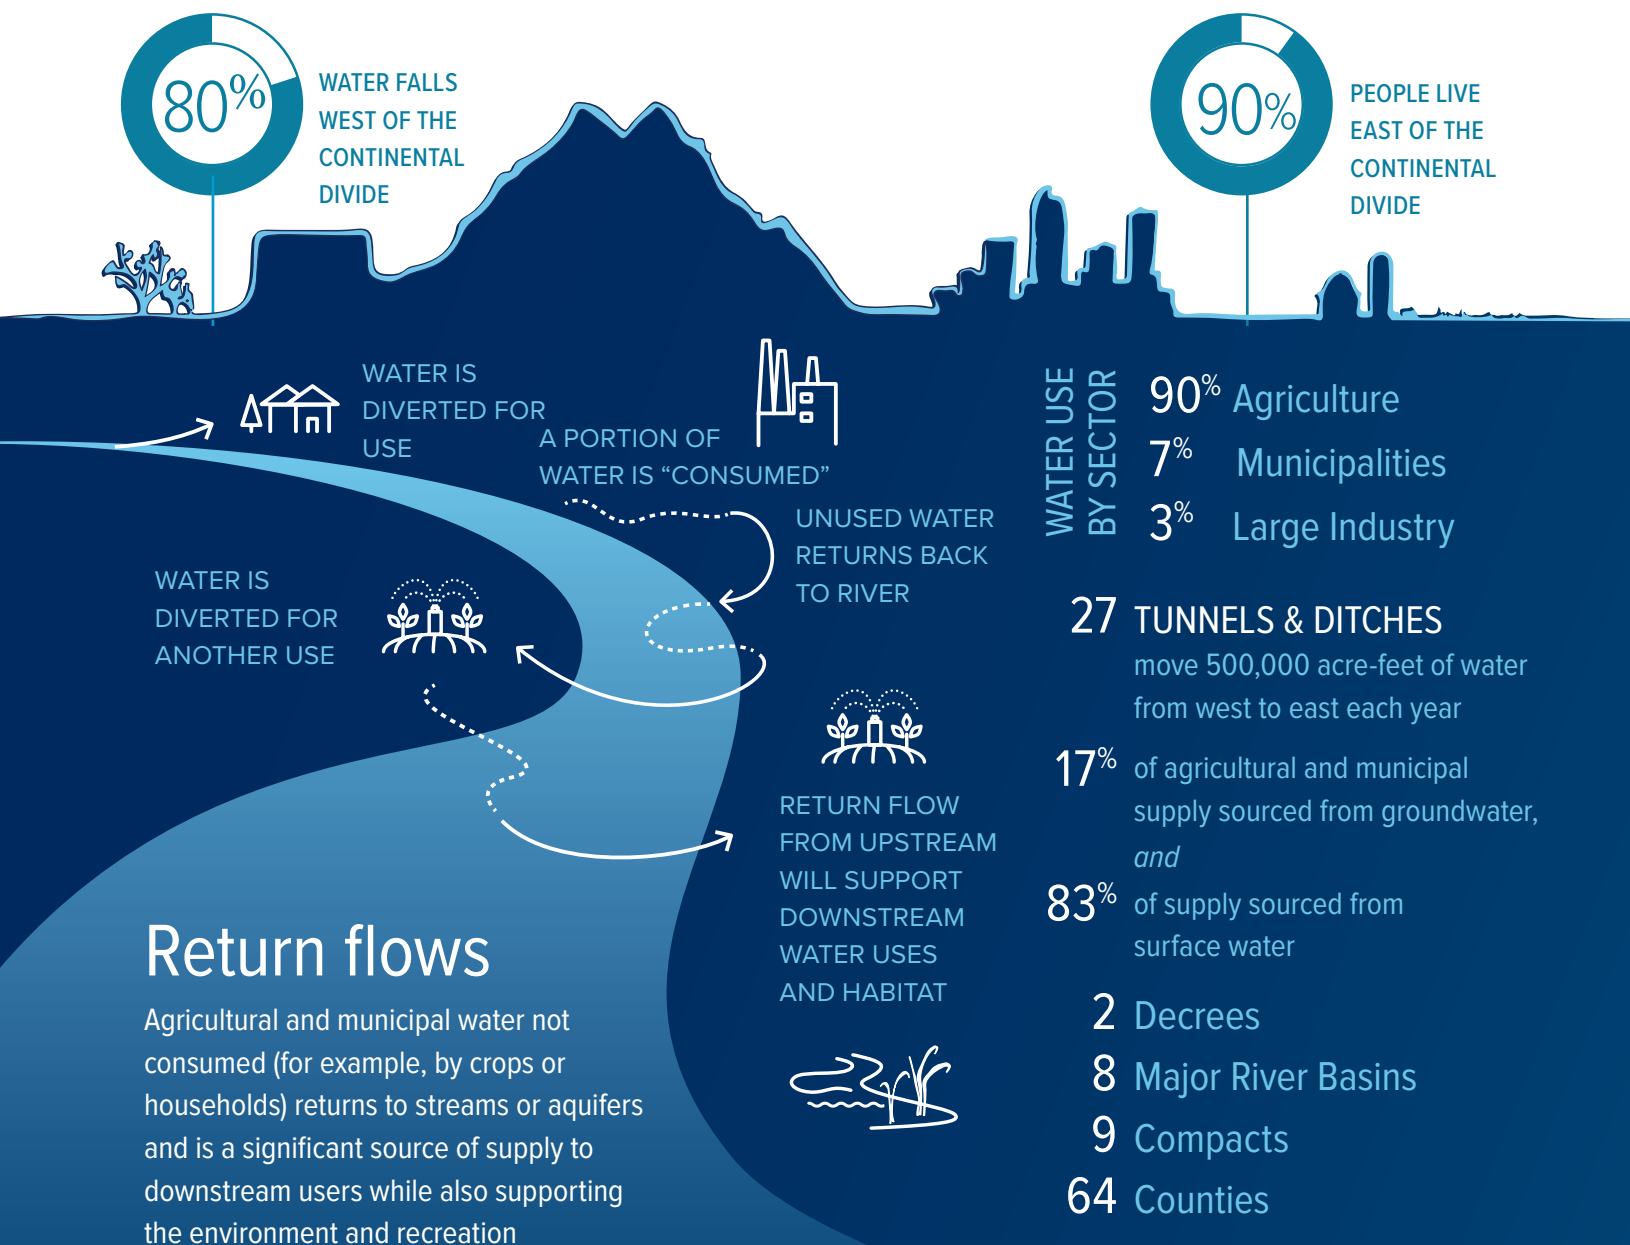 80%
WATER FALLS
WEST OF THE
CONTINENTAL
DIVIDE
90%
PEOPLE LIVE
EAST OF THE
CONTINENTAL
DIVIDE
WATER IS
DIVERTED FOR
USE
A PORTION OF
WATER IS “CONSUMED”
UNUSED WATER
RETURNS BACK
TO RIVER
WATER IS
DIVERTED FOR
ANOTHER USE
RETURN FLOW
FROM UPSTREAM
WILL SUPPORT
DOWNSTREAM
WATER USES
AND HABITAT
Return flows
Agricultural and municipal water not
consumed (for example, by crops or
households) returns to streams or aquifers
and is a significant source of supply to
downstream users while also supporting
the environment and recreation
WATER USE
BY SECTOR
90% Agriculture
7% Municipalities
3% Large Industry
27 TUNNELS & DITCHES
move 500,000 acre-feet of water
from west to east each year
17% of agricultural and municipal
supply sourced from groundwater,
and
83% of supply sourced from
surface water
2 Decrees
8 Major River Basins
9 Compacts
64 Counties